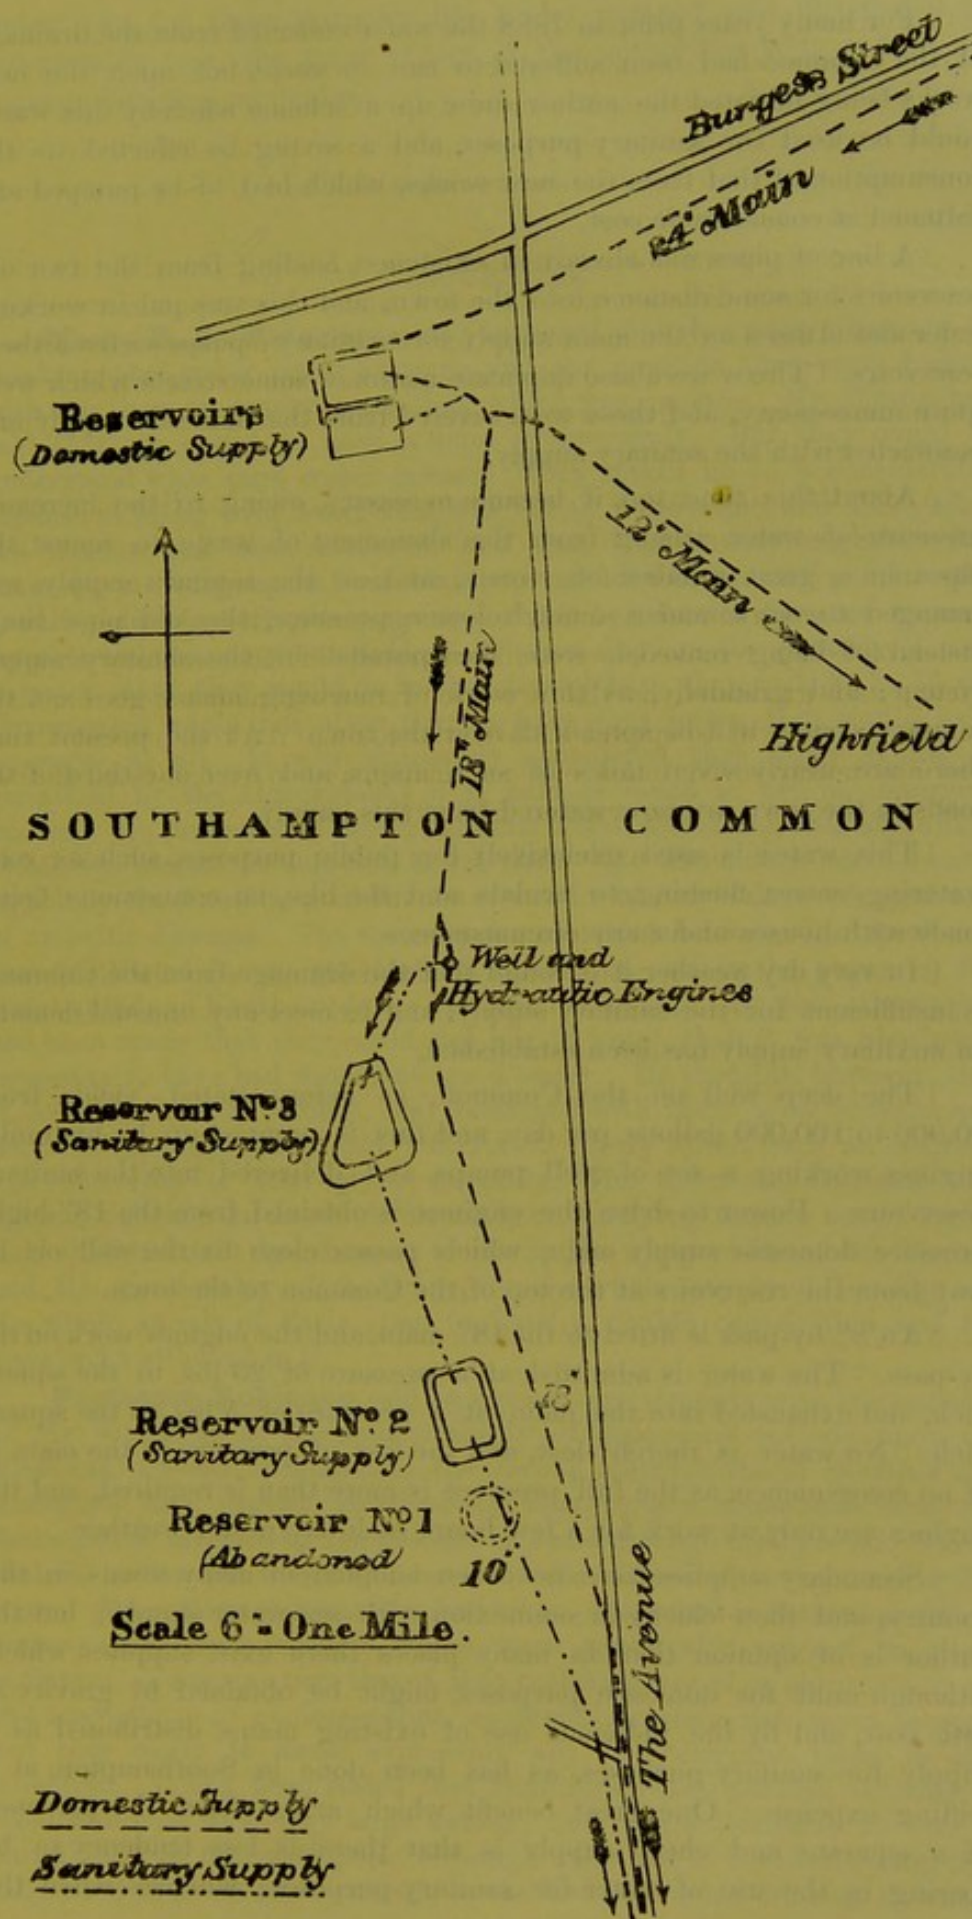 Burgess Street
24" Main
Reservoirs
(Domestic Supply)
12" Main
Highfield
18" Main
SOUTHAMPTON COMMON
Well and
Hydraulic Engines
Reservoir No. 3
(Sanitary Supply)
18"
Reservoir No. 2
(Sanitary Supply)
Reservoir No 1
(Abandoned)
10"
Scale 6" = One Mile.
The Avenue
Domestic Supply
Sanitary Supply